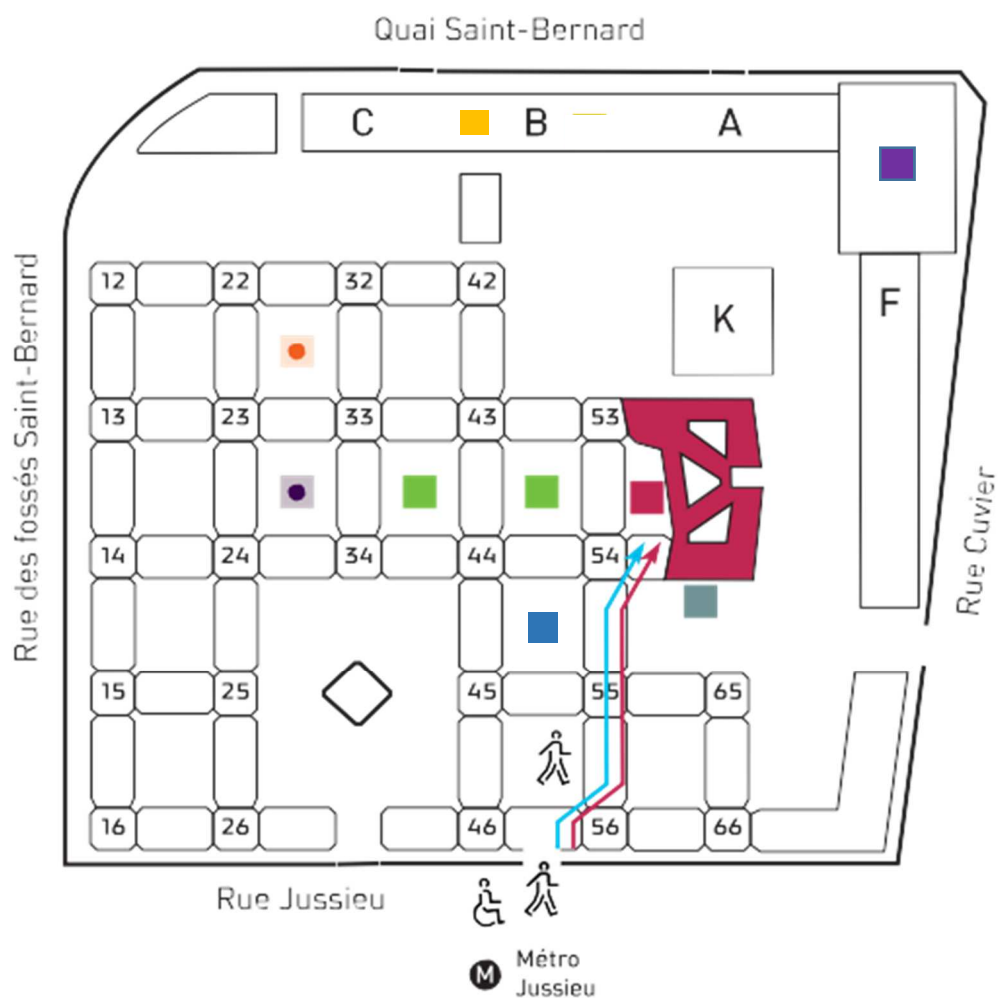 Quai Saint-Bernard
C B A
12 22 32 42
K
F
Rue des fossés Saint-Bernard
13 23 33 43 53
14 24 34 44 54
Rue Cuvier
15 25 45 55 65
16 26 46 56 66
Rue Jussieu
M Métro
Jussieu